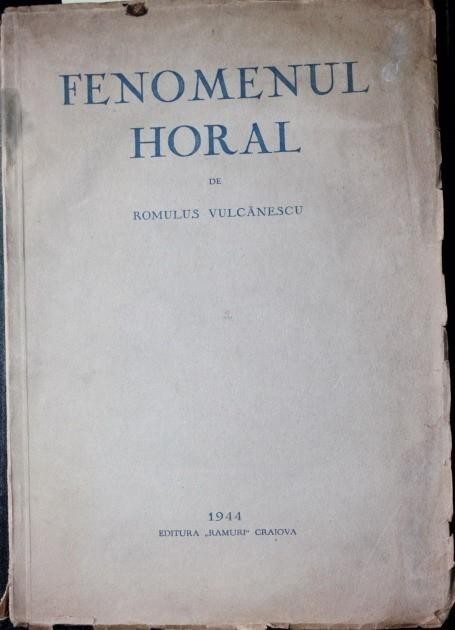 FENOMENUL
HORAL
DE
ROMULUS VULCĂNESCU
1944
EDITURA „RAMURI“ CRAIOVA